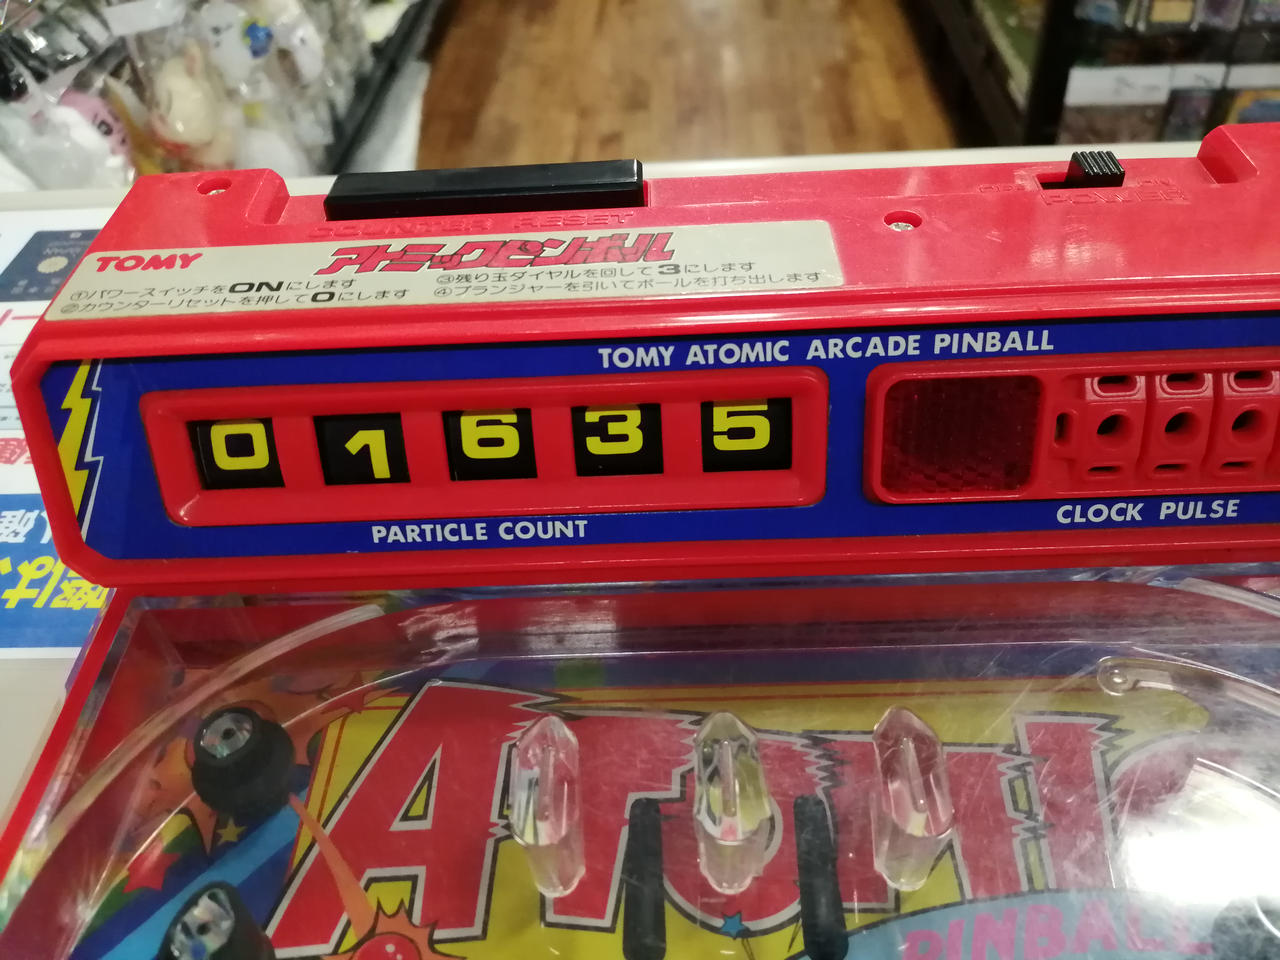 COUNTER RESET
OFF ON
POWER
TOMY
アトミックピンボール
①パワースイッチをONにします
②カウンターリセットを押して0にします
③残り玉ダイヤルを回して3にします
④プランジャーを引いてボールを打ち出します
TOMY ATOMIC ARCADE PINBALL
01635
PARTICLE COUNT
CLOCK PULSE
ATOMIC
PINBALL